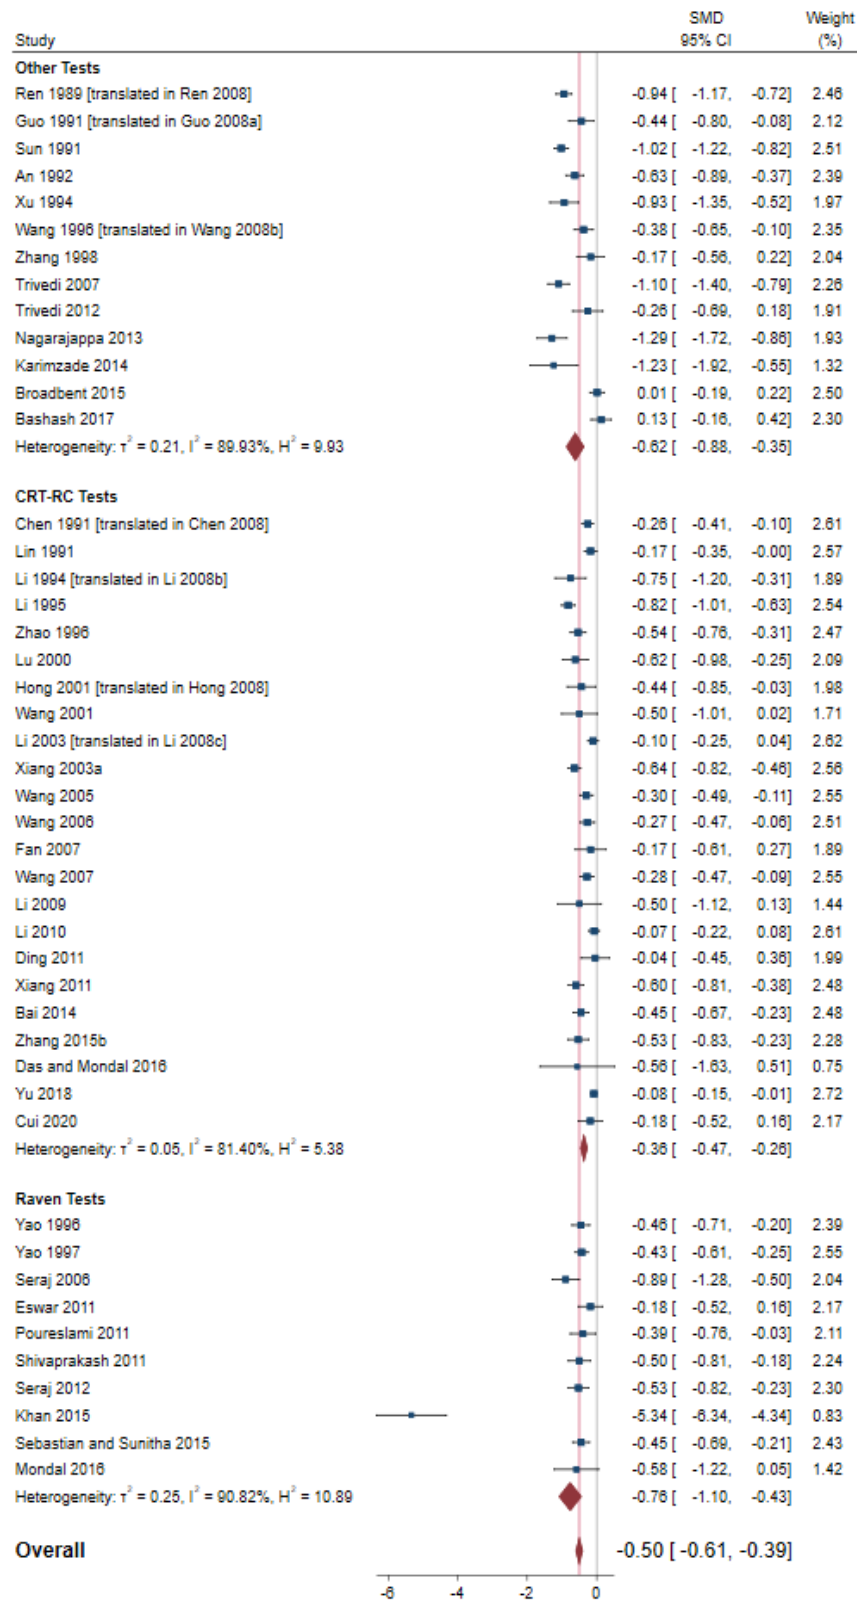 SMD Weight
Study 95% CI (%)
Other Tests
Ren 1989 [translated in Ren 2008] -0.94 [ -1.17, -0.72] 2.46
Guo 1991 [translated in Guo 2008a] -0.44 [ -0.80, -0.08] 2.12
Sun 1991 -1.02 [ -1.22, -0.82] 2.51
An 1992 -0.63 [ -0.89, -0.37] 2.39
Xu 1994 -0.93 [ -1.35, -0.52] 1.97
Wang 1996 [translated in Wang 2008b] -0.38 [ -0.65, -0.10] 2.35
Zhang 1998 -0.17 [ -0.56, 0.22] 2.04
Trivedi 2007 -1.10 [ -1.40, -0.79] 2.26
Trivedi 2012 -0.26 [ -0.69, 0.18] 1.91
Nagarajappa 2013 -1.29 [ -1.72, -0.86] 1.93
Karimzade 2014 -1.23 [ -1.92, -0.55] 1.32
Broadbent 2015 0.01 [ -0.19, 0.22] 2.50
Bashash 2017 0.13 [ -0.16, 0.42] 2.30
Heterogeneity: τ² = 0.21, I² = 89.93%, H² = 9.93 -0.62 [ -0.88, -0.35]
CRT-RC Tests
Chen 1991 [translated in Chen 2008] -0.26 [ -0.41, -0.10] 2.61
Lin 1991 -0.17 [ -0.35, -0.00] 2.57
Li 1994 [translated in Li 2008b] -0.75 [ -1.20, -0.31] 1.89
Li 1995 -0.82 [ -1.01, -0.63] 2.54
Zhao 1996 -0.54 [ -0.76, -0.31] 2.47
Lu 2000 -0.62 [ -0.98, -0.25] 2.09
Hong 2001 [translated in Hong 2008] -0.44 [ -0.85, -0.03] 1.98
Wang 2001 -0.50 [ -1.01, 0.02] 1.71
Li 2003 [translated in Li 2008c] -0.10 [ -0.25, 0.04] 2.62
Xiang 2003a -0.64 [ -0.82, -0.46] 2.56
Wang 2005 -0.30 [ -0.49, -0.11] 2.55
Wang 2006 -0.27 [ -0.47, -0.06] 2.51
Fan 2007 -0.17 [ -0.61, 0.27] 1.89
Wang 2007 -0.28 [ -0.47, -0.09] 2.55
Li 2009 -0.50 [ -1.12, 0.13] 1.44
Li 2010 -0.07 [ -0.22, 0.08] 2.61
Ding 2011 -0.04 [ -0.45, 0.36] 1.99
Xiang 2011 -0.60 [ -0.81, -0.38] 2.48
Bai 2014 -0.45 [ -0.67, -0.23] 2.48
Zhang 2015b -0.53 [ -0.83, -0.23] 2.28
Das and Mondal 2016 -0.56 [ -1.63, 0.51] 0.75
Yu 2018 -0.08 [ -0.15, -0.01] 2.72
Cui 2020 -0.18 [ -0.52, 0.16] 2.17
Heterogeneity: τ² = 0.05, I² = 81.40%, H² = 5.38 -0.36 [ -0.47, -0.26]
Raven Tests
Yao 1996 -0.46 [ -0.71, -0.20] 2.39
Yao 1997 -0.43 [ -0.61, -0.25] 2.55
Seraj 2006 -0.89 [ -1.28, -0.50] 2.04
Eswar 2011 -0.18 [ -0.52, 0.16] 2.17
Poureslami 2011 -0.39 [ -0.76, -0.03] 2.11
Shivaprakash 2011 -0.50 [ -0.81, -0.18] 2.24
Seraj 2012 -0.53 [ -0.82, -0.23] 2.30
Khan 2015 -5.34 [ -6.34, -4.34] 0.83
Sebastian and Sunitha 2015 -0.45 [ -0.69, -0.21] 2.43
Mondal 2016 -0.58 [ -1.22, 0.05] 1.42
Heterogeneity: τ² = 0.25, I² = 90.82%, H² = 10.89 -0.76 [ -1.10, -0.43]
Overall -0.50 [ -0.61, -0.39]
-6 -4 -2 0